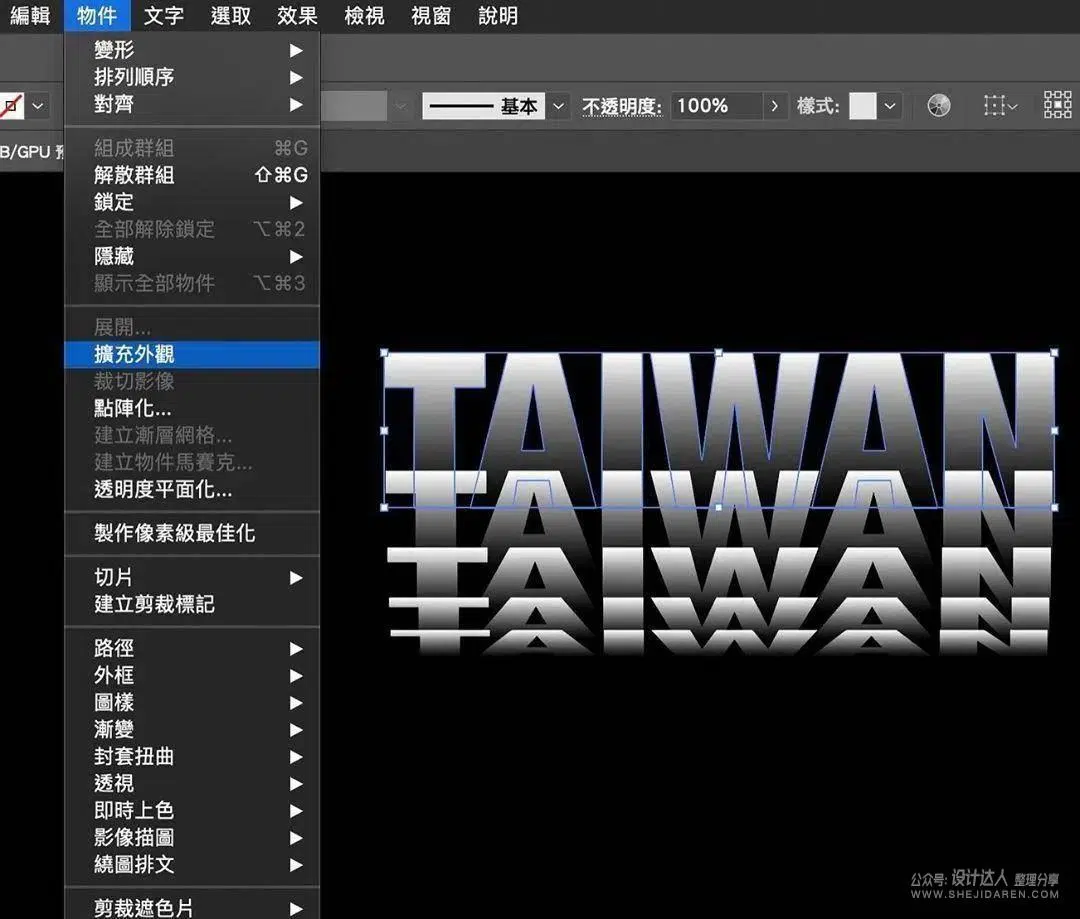 編輯 物件 文字 選取 效果 檢視 視窗 說明
變形
排列順序
對齊
基本 不透明度: 100% 樣式:
B/GPU 預
組成群組 ⌘G
解散群組 ⇧⌘G
鎖定
全部解除鎖定 ⌥⌘2
隱藏
顯示全部物件 ⌥⌘3
展開...
擴充外觀
裁切影像
點陣化...
建立漸層網格...
建立物件馬賽克...
透明度平面化...
製作像素級最佳化
切片
建立剪裁標記
路徑
外框
圖樣
漸變
封套扭曲
透視
即時上色
影像描圖
繞圖排文
剪裁遮色片
TAIWAN
TAIWAN
TAIWAN
TAIWAN
TAIWAN
公众号: 设计达人 整理分享
WWW.SHEJIDAREN.COM